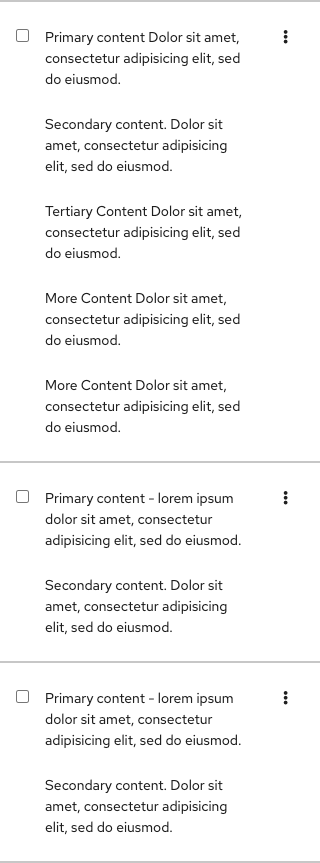 Primary content Dolor sit amet,
consectetur adipisicing elit, sed
do eiusmod.
Secondary content. Dolor sit
amet, consectetur adipisicing
elit, sed do eiusmod.
Tertiary Content Dolor sit amet,
consectetur adipisicing elit, sed
do eiusmod.
More Content Dolor sit amet,
consectetur adipisicing elit, sed
do eiusmod.
More Content Dolor sit amet,
consectetur adipisicing elit, sed
do eiusmod.
Primary content - lorem ipsum
dolor sit amet, consectetur
adipisicing elit, sed do eiusmod.
Secondary content. Dolor sit
amet, consectetur adipisicing
elit, sed do eiusmod.
Primary content - lorem ipsum
dolor sit amet, consectetur
adipisicing elit, sed do eiusmod.
Secondary content. Dolor sit
amet, consectetur adipisicing
elit, sed do eiusmod.